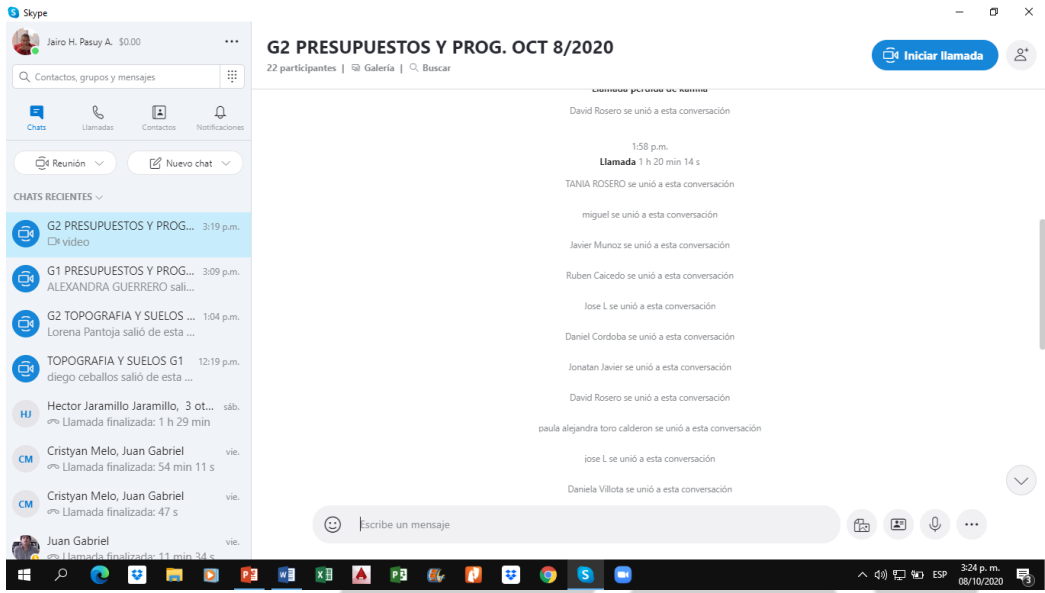 Skype
Jairo H. Pasuy A. $0.00
Contactos, grupos y mensajes
Chats Llamadas Contactos Notificaciones
Reunión Nuevo chat
CHATS RECIENTES
G2 PRESUPUESTOS Y PROG... 3:19 p.m.
video
G1 PRESUPUESTOS Y PROG... 3:09 p.m.
ALEXANDRA GUERRERO sali...
G2 TOPOGRAFIA Y SUELOS ... 1:04 p.m.
Lorena Pantoja salió de esta ...
TOPOGRAFIA Y SUELOS G1 12:19 p.m.
diego ceballos salió de esta ...
HJ
Hector Jaramillo Jaramillo, 3 ot... sáb.
Llamada finalizada: 1 h 29 min
CM
Cristyan Melo, Juan Gabriel vie.
Llamada finalizada: 54 min 11 s
CM
Cristyan Melo, Juan Gabriel vie.
Llamada finalizada: 47 s
Juan Gabriel vie.
Llamada finalizada: 11 min 34 s
G2 PRESUPUESTOS Y PROG. OCT 8/2020
22 participantes | Galería | Buscar
Iniciar llamada
Llamada perdida de
David Rosero se unió a esta conversación
1:58 p.m.
Llamada 1 h 20 min 14 s
TANIA ROSERO se unió a esta conversación
miguel se unió a esta conversación
Javier Munoz se unió a esta conversación
Ruben Caicedo se unió a esta conversación
Jose L se unió a esta conversación
Daniel Cordoba se unió a esta conversación
Jonatan Javier se unió a esta conversación
David Rosero se unió a esta conversación
paula alejandra toro calderon se unió a esta conversación
jose L se unió a esta conversación
Daniela Villota se unió a esta conversación
Escribe un mensaje
ESP
3:24 p. m.
08/10/2020
3